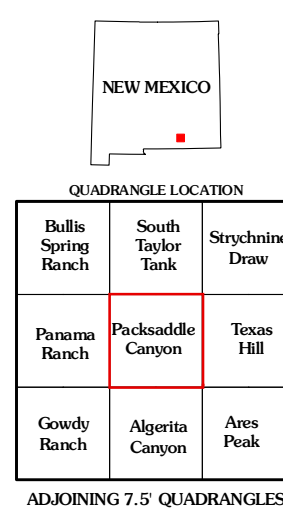 NEW MEXICO
QUADRANGLE LOCATION
Bullis
Spring
Ranch
South
Taylor
Tank
Strychnine
Draw
Panama
Ranch
Packsaddle
Canyon
Texas
Hill
Gowdy
Ranch
Algerita
Canyon
Ares
Peak
ADJOINING 7.5' QUADRANGLES